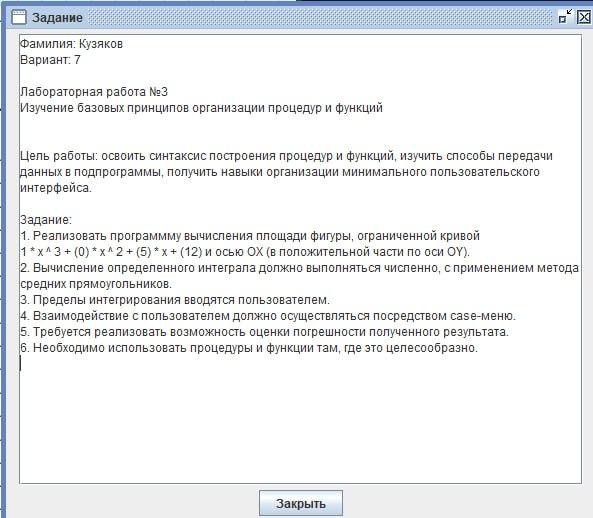 Задание
Фамилия: Кузяков
Вариант: 7
Лабораторная работа №3
Изучение базовых принципов организации процедур и функций
Цель работы: освоить синтаксис построения процедур и функций, изучить способы передачи
данных в подпрограммы, получить навыки организации минимального пользовательского
интерфейса.
Задание:
1. Реализовать программму вычисления площади фигуры, ограниченной кривой
1 * x ^ 3 + (0) * x ^ 2 + (5) * x + (12) и осью OX (в положительной части по оси OY).
2. Вычисление определенного интеграла должно выполняться численно, с применением метода
средних прямоугольников.
3. Пределы интегрирования вводятся пользователем.
4. Взаимодействие с пользователем должно осуществляться посредством case-меню.
5. Требуется реализовать возможность оценки погрешности полученного результата.
6. Необходимо использовать процедуры и функции там, где это целесообразно.
Закрыть